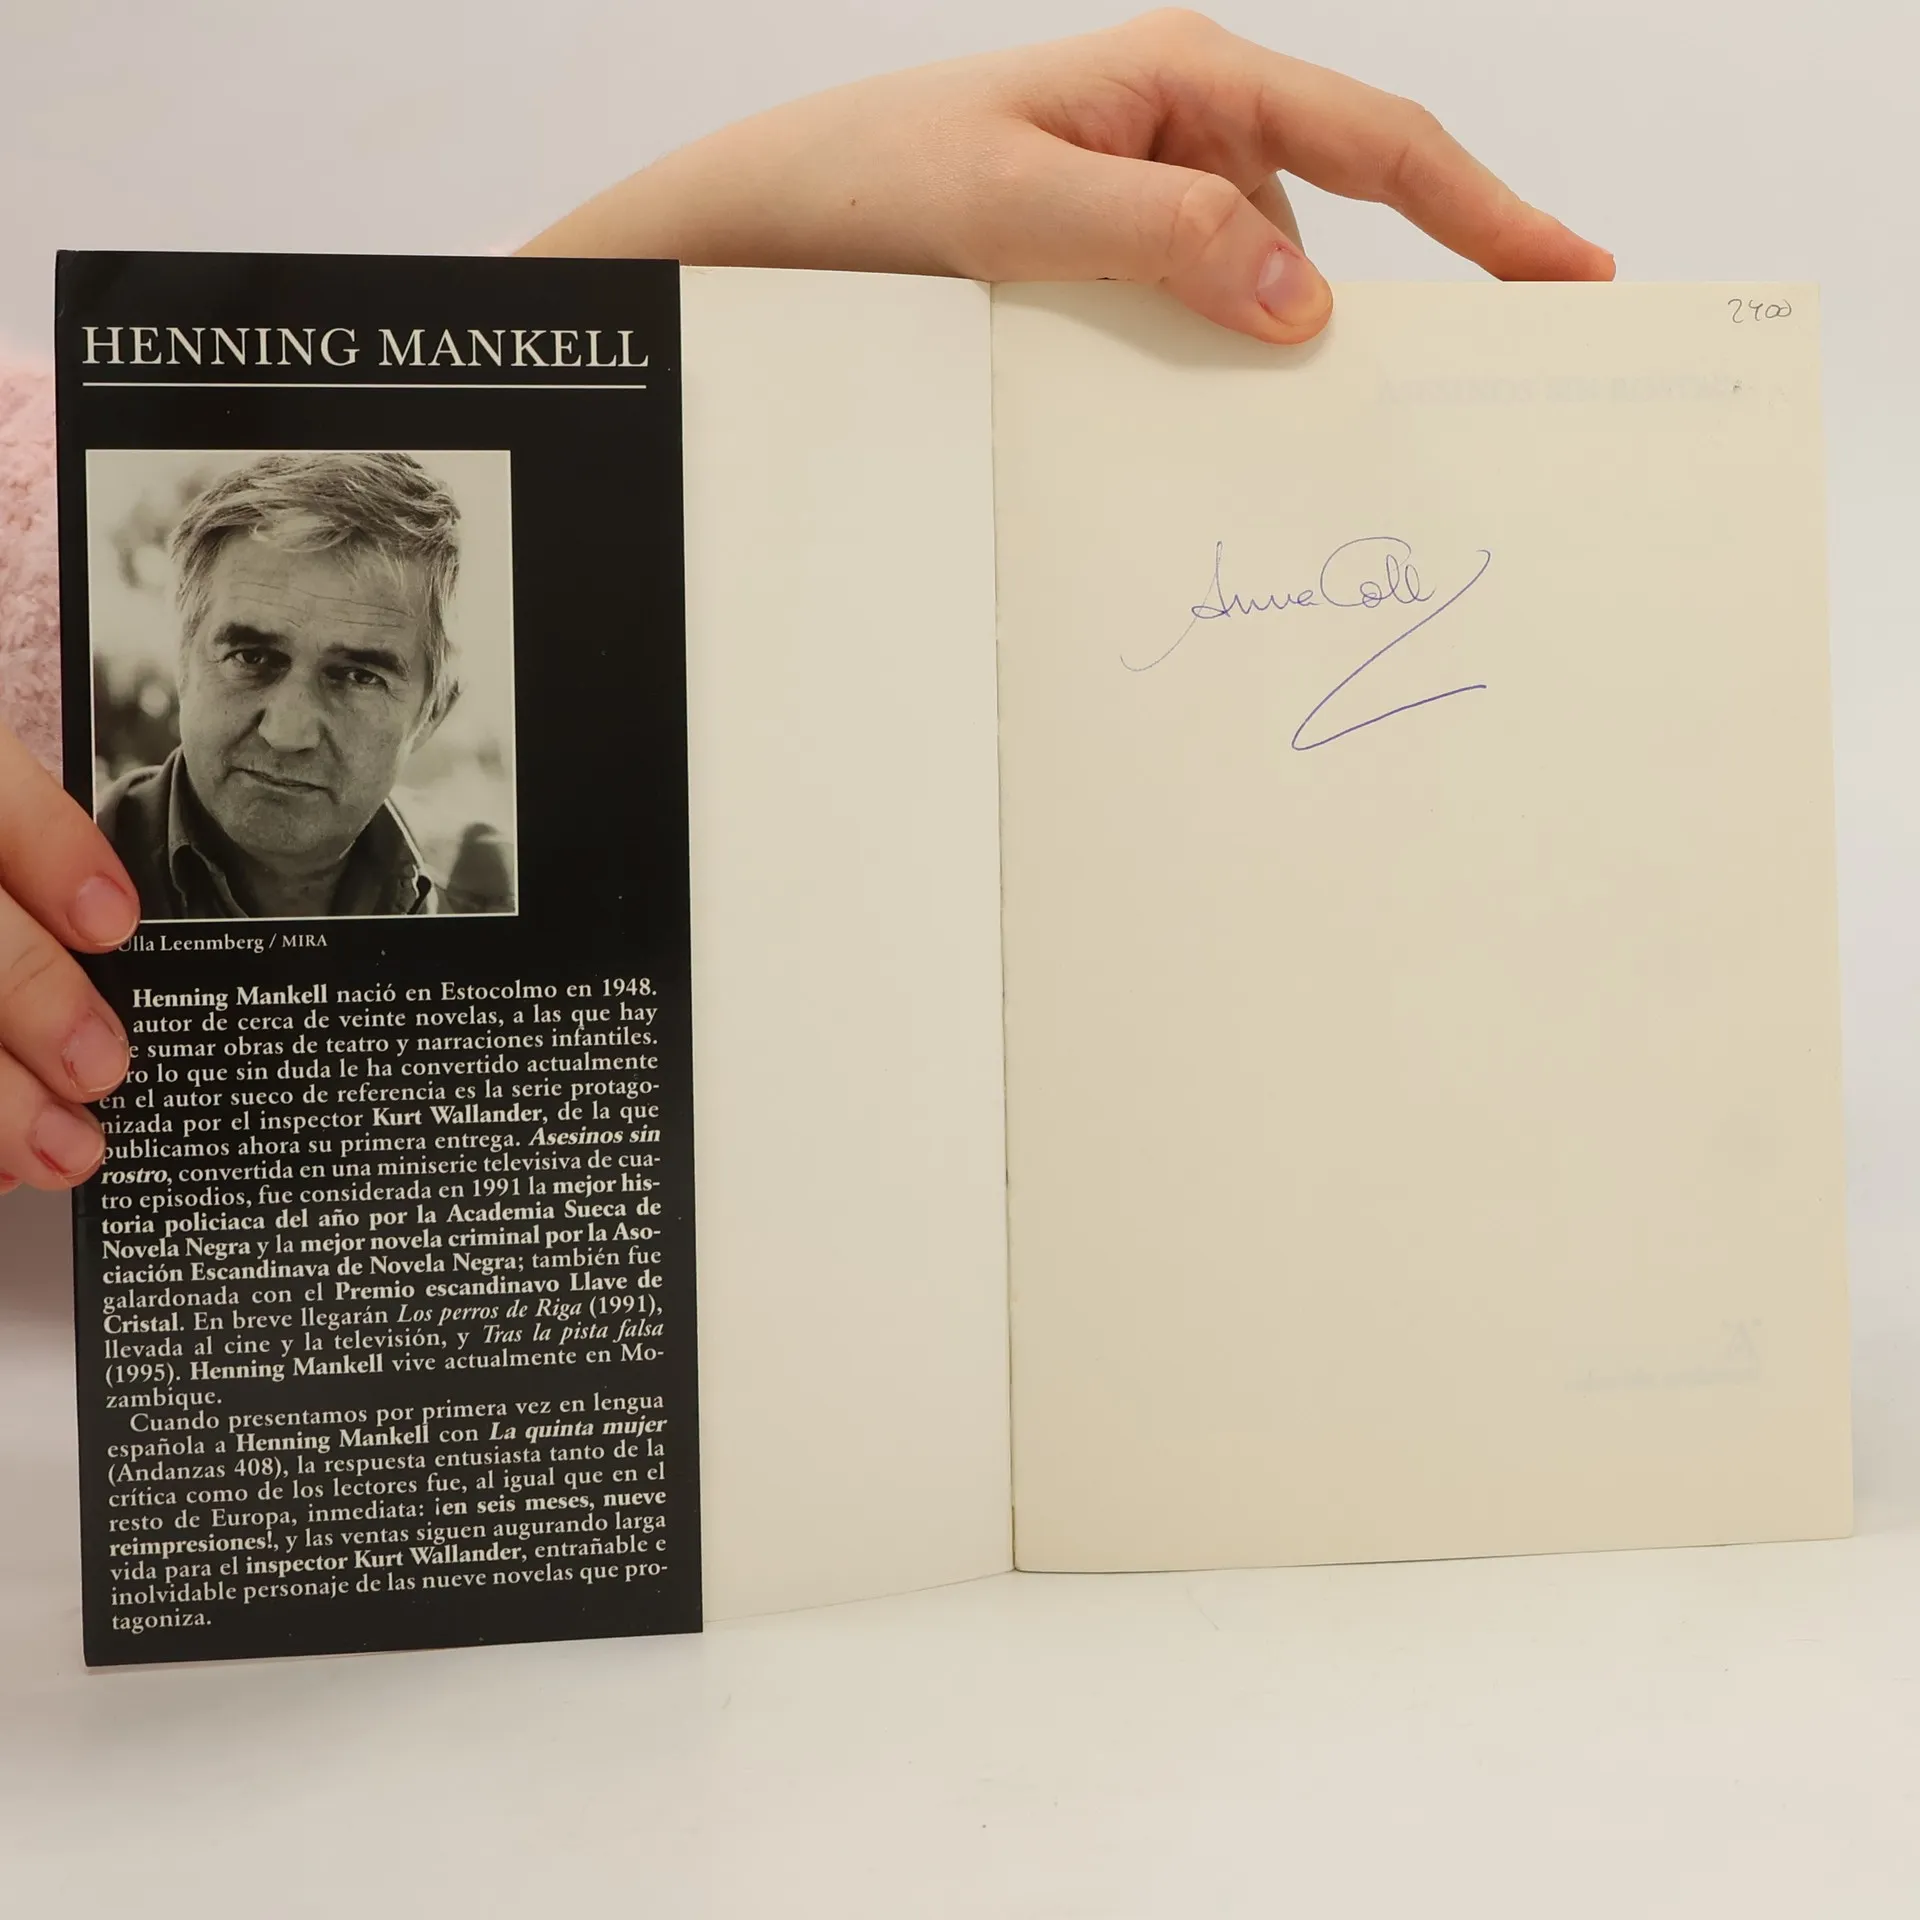 HENNING MANKELL
Ulla Leenmberg / MIRA
Henning Mankell nació en Estocolmo en 1948.
autor de cerca de veinte novelas, a las que hay
e sumar obras de teatro y narraciones infantiles.
ro lo que sin duda le ha convertido actualmente
en el autor sueco de referencia es la serie protago-
nizada por el inspector Kurt Wallander, de la que
publicamos ahora su primera entrega. Asesinos sin
rostro, convertida en una miniserie televisiva de cua-
tro episodios, fue considerada en 1991 la mejor his-
toria policiaca del año por la Academia Sueca de
Novela Negra y la mejor novela criminal por la Aso-
ciación Escandinava de Novela Negra; también fue
galardonada con el Premio escandinavo Llave de
Cristal. En breve llegarán Los perros de Riga (1991),
llevada al cine y la televisión, y Tras la pista falsa
(1995). Henning Mankell vive actualmente en Mo-
zambique.
Cuando presentamos por primera vez en lengua
española a Henning Mankell con La quinta mujer
(Andanzas 408), la respuesta entusiasta tanto de la
crítica como de los lectores fue, al igual que en el
resto de Europa, inmediata: ¡en seis meses, nueve
reimpresiones!, y las ventas siguen augurando larga
vida para el inspector Kurt Wallander, entrañable e
inolvidable personaje de las nueve novelas que pro-
tagoniza.
2400
Anna Coll